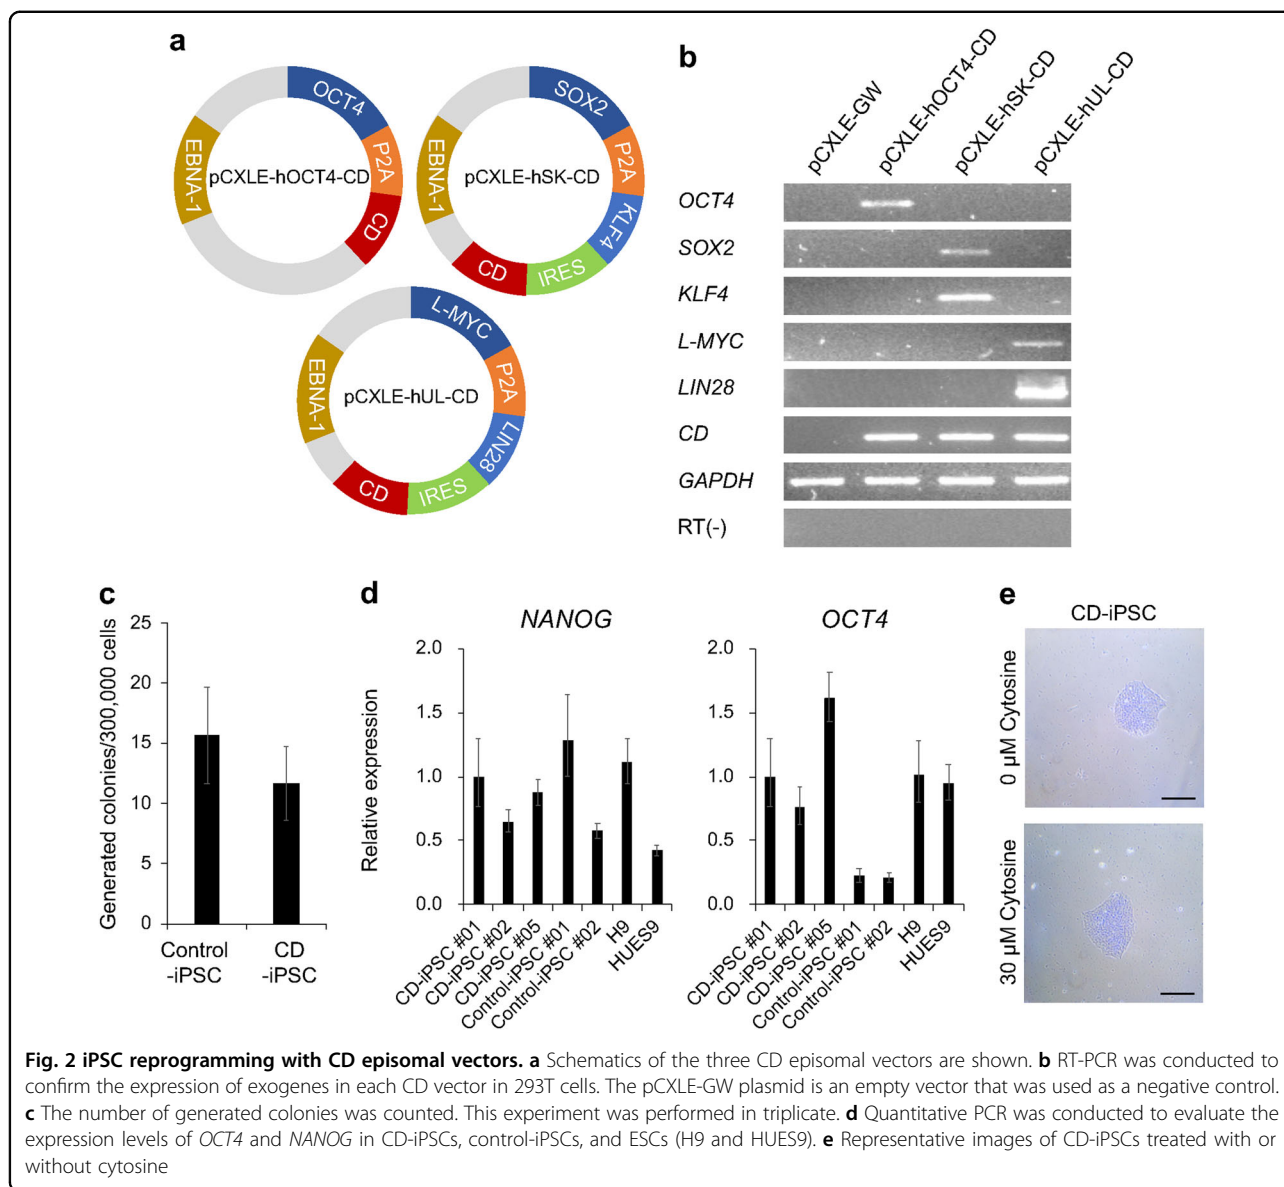 a
OCT4
P2A
CD
EBNA-1
pCXLE-hOCT4-CD
SOX2
P2A
KLF4
IRES
CD
EBNA-1
pCXLE-hSK-CD
L-MYC
P2A
LIN28
IRES
CD
EBNA-1
pCXLE-hUL-CD
b
pCXLE-GW
pCXLE-hOCT4-CD
pCXLE-hSK-CD
pCXLE-hUL-CD
OCT4
SOX2
KLF4
L-MYC
LIN28
CD
GAPDH
RT(-)
c
Generated colonies/300,000 cells
25
20
15
10
5
0
Control
-iPSC
CD
-iPSC
d
Relative expression
NANOG
2.0
1.5
1.0
0.5
0.0
CD-iPSC #01
CD-iPSC #02
CD-iPSC #05
Control-iPSC #01
Control-iPSC #02
H9
HUES9
OCT4
2.0
1.5
1.0
0.5
0.0
CD-iPSC #01
CD-iPSC #02
CD-iPSC #05
Control-iPSC #01
Control-iPSC #02
H9
HUES9
e
CD-iPSC
0 µM Cytosine
30 µM Cytosine
Fig. 2 iPSC reprogramming with CD episomal vectors. a Schematics of the three CD episomal vectors are shown. b RT-PCR was conducted to
confirm the expression of exogenes in each CD vector in 293T cells. The pCXLE-GW plasmid is an empty vector that was used as a negative control.
c The number of generated colonies was counted. This experiment was performed in triplicate. d Quantitative PCR was conducted to evaluate the
expression levels of OCT4 and NANOG in CD-iPSCs, control-iPSCs, and ESCs (H9 and HUES9). e Representative images of CD-iPSCs treated with or
without cytosine